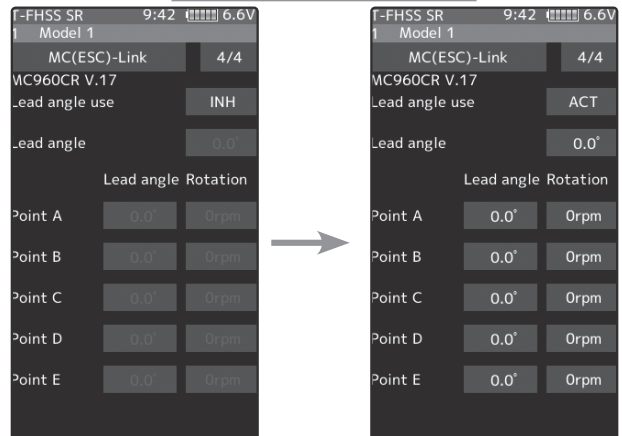 T-FHSS SR 9:42 6.6V
1 Model 1
MC(ESC)-Link 4/4
MC960CR V.17
Lead angle use INH
Lead angle 0.0°
Lead angle Rotation
Point A 0.0° 0rpm
Point B 0.0° 0rpm
Point C 0.0° 0rpm
Point D 0.0° 0rpm
Point E 0.0° 0rpm
T-FHSS SR 9:42 6.6V
1 Model 1
MC(ESC)-Link 4/4
MC960CR V.17
Lead angle use ACT
Lead angle 0.0°
Lead angle Rotation
Point A 0.0° 0rpm
Point B 0.0° 0rpm
Point C 0.0° 0rpm
Point D 0.0° 0rpm
Point E 0.0° 0rpm